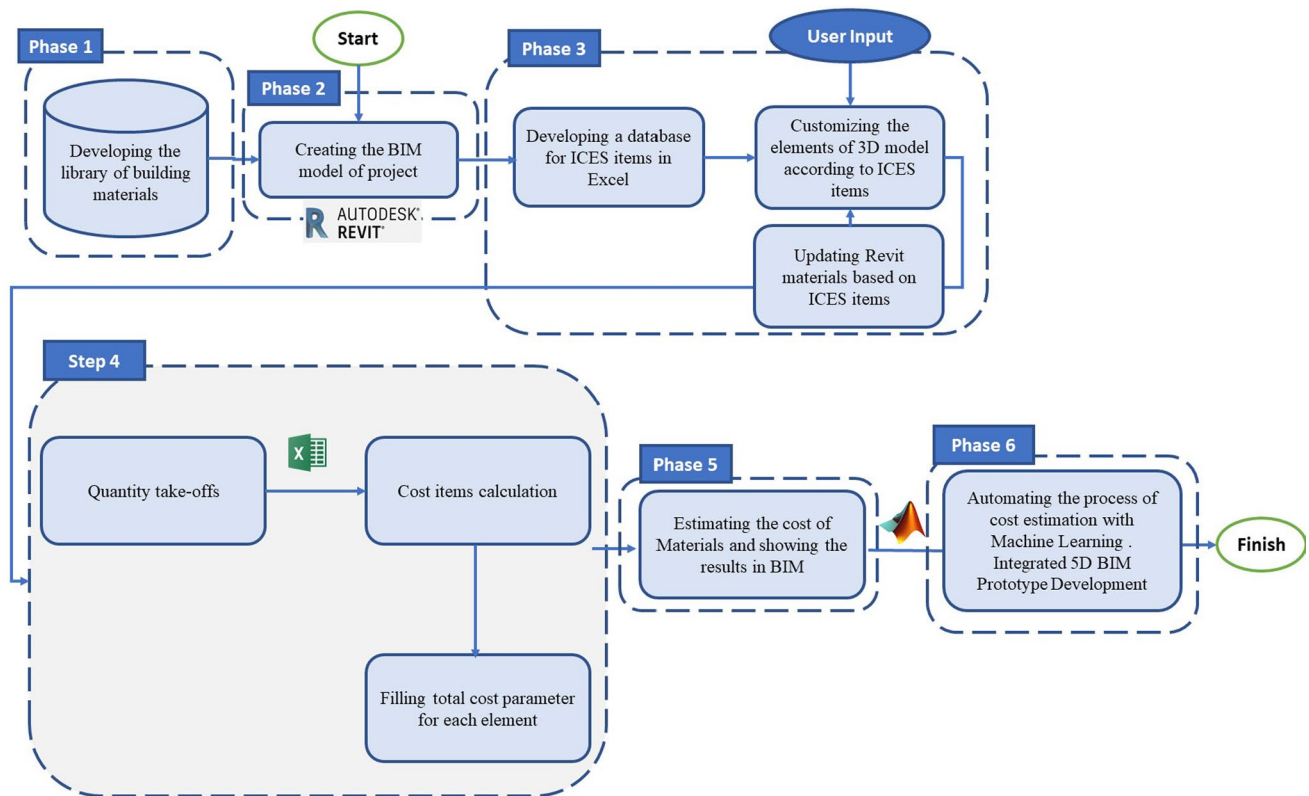 Phase 1
Start
Phase 3
User Input
Phase 2
Developing the
library of building
materials
Creating the BIM
model of project
AUTODESK®
REVIT®
Developing a database
for ICES items in
Excel
Customizing the
elements of 3D model
according to ICES
items
Updating Revit
materials based on
ICES items
Step 4
Quantity take-offs
X
Cost items calculation
Filling total cost parameter
for each element
Phase 5
Estimating the cost of
Materials and showing the
results in BIM
Phase 6
Automating the process of
cost estimation with
Machine Learning .
Integrated 5D BIM
Prototype Development
Finish